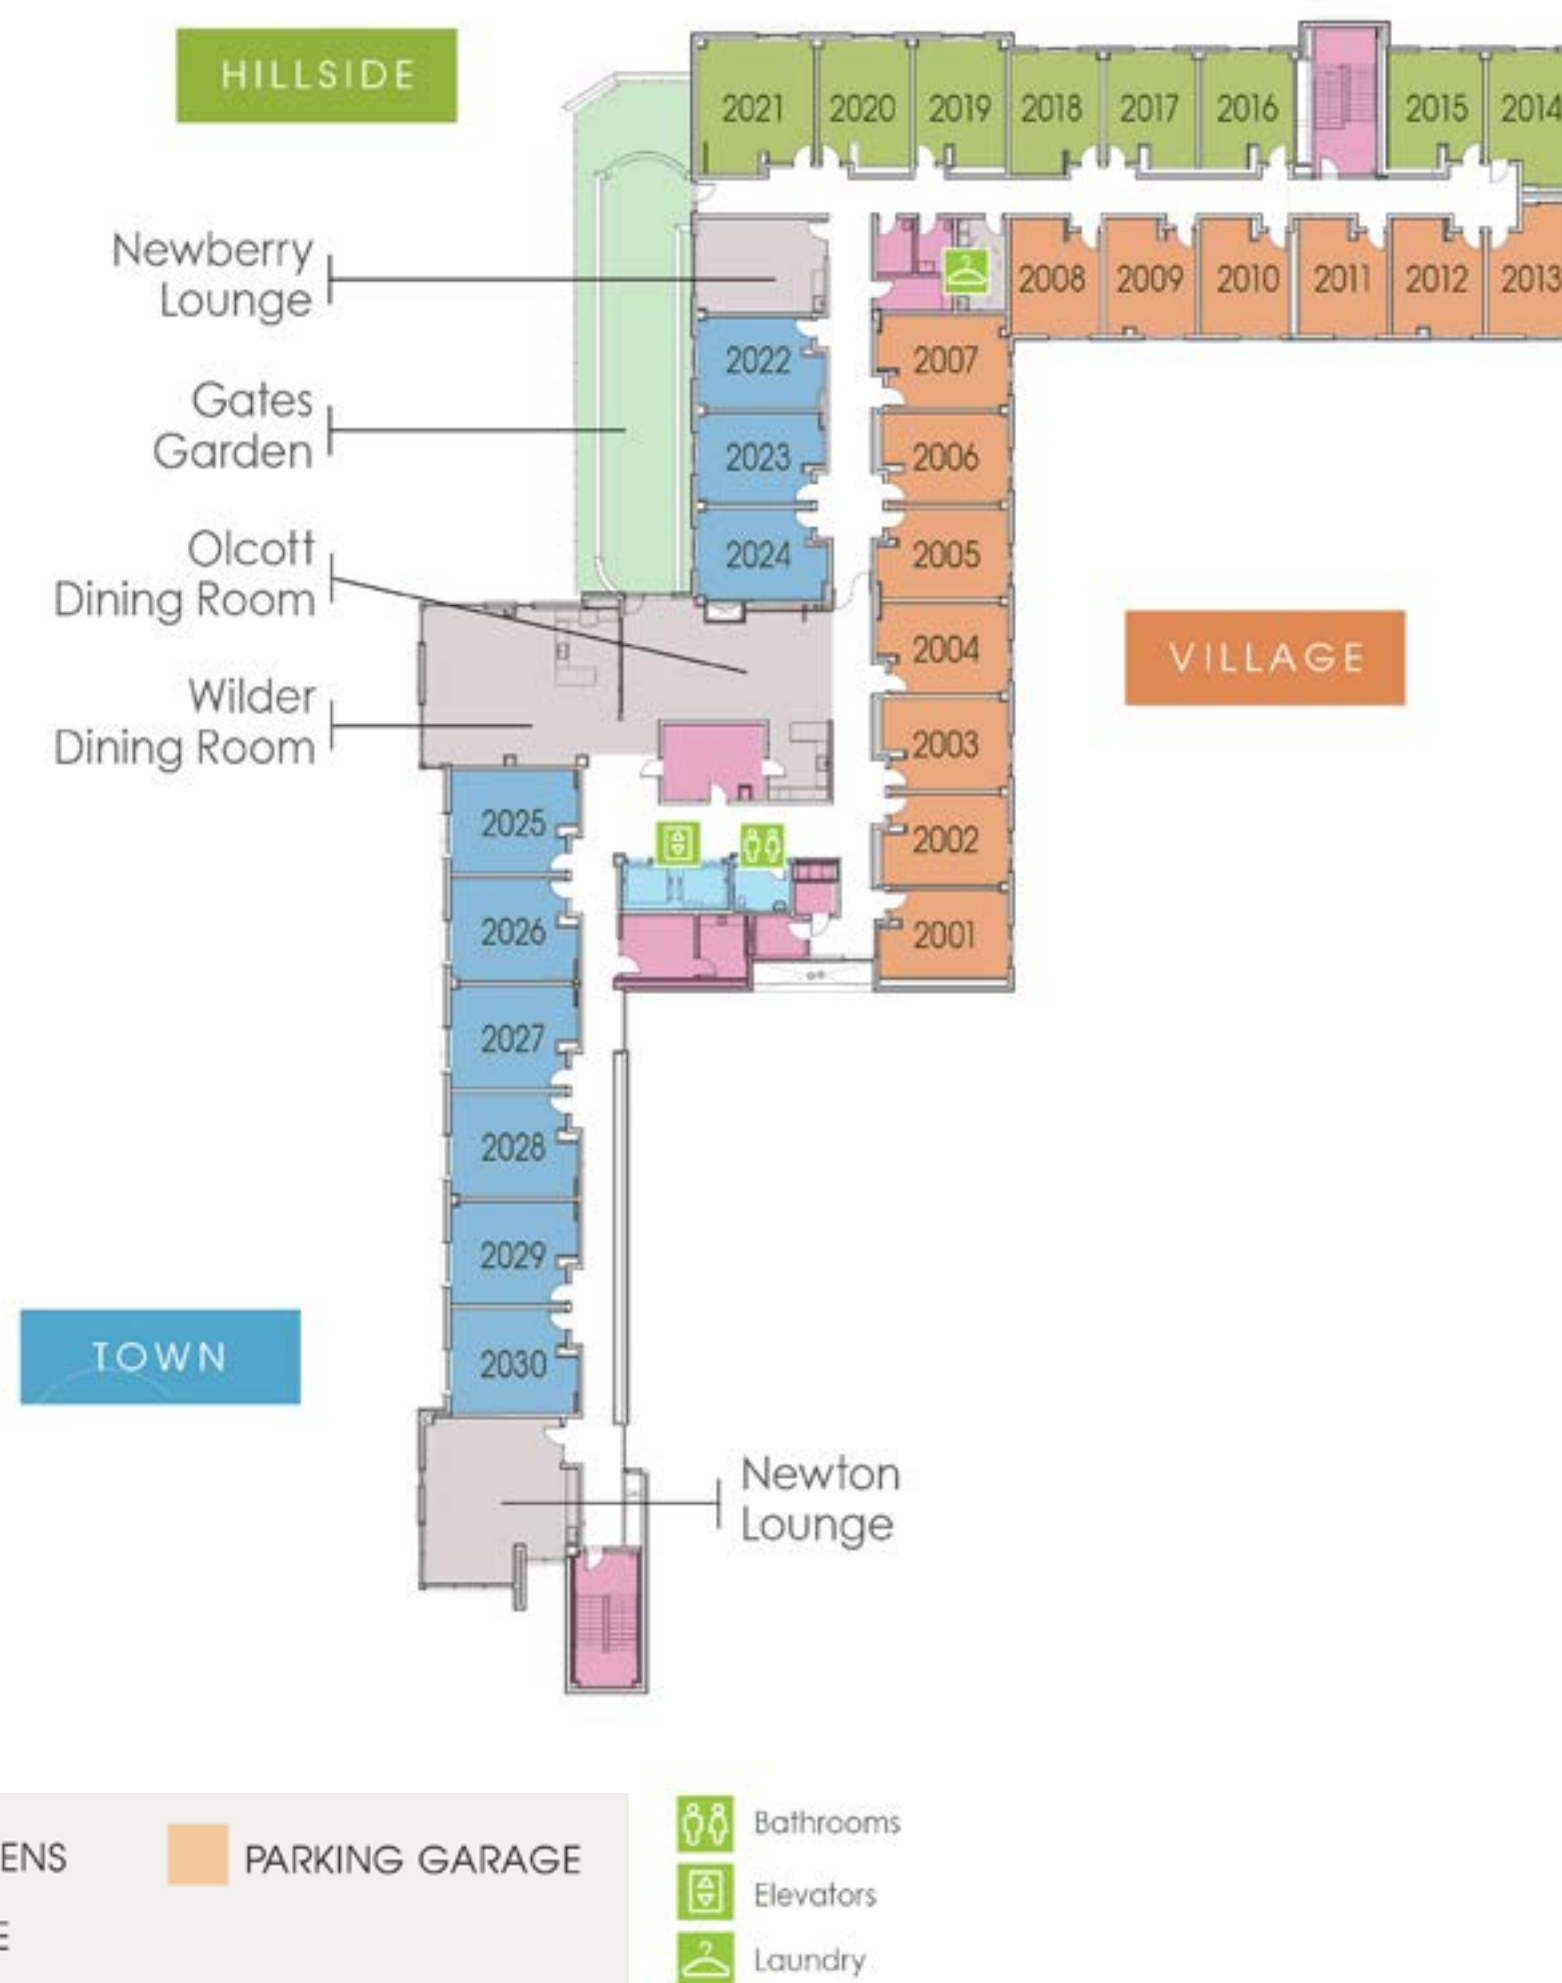 HILLSIDE
2021 2020 2019 2018 2017 2016 2015 2014
Newberry
Lounge
2008 2009 2010 2011 2012 2013
2022 2007
Gates
Garden
2023 2006
Olcott
Dining Room
2024 2005
2004
VILLAGE
Wilder
Dining Room
2003
2025 2002
2026 2001
2027
2028
2029
TOWN
2030
Newton
Lounge
ENS
PARKING GARAGE
E
Bathrooms
Elevators
Laundry